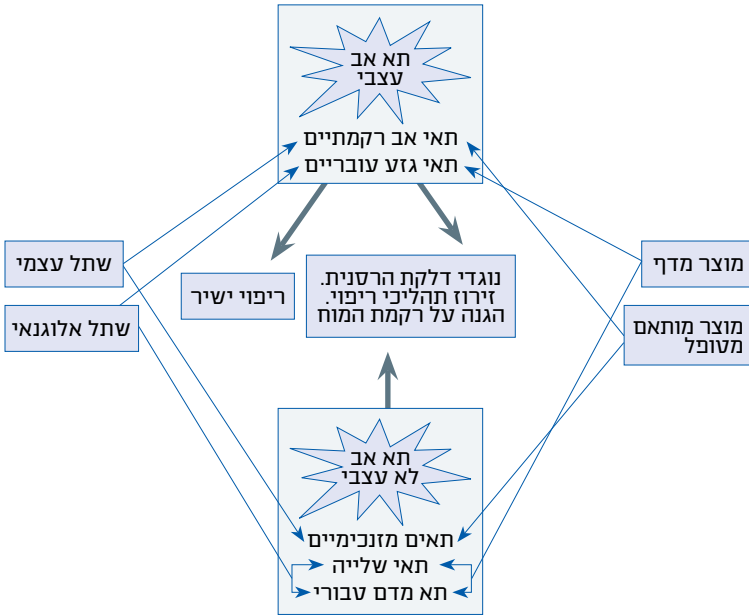 תא אב
עצבי
תאי אב רקמתיים
תאי גזע עובריים
מוצר מדף
מוצר מותאם
מטופל
נוגדי דלקת הרסנית.
זירוז תהליכי ריפוי.
הגנה על רקמת המוח
ריפוי ישיר
שתל עצמי
שתל אלוגנאי
תא אב
לא עצבי
תאים מזנכימיים
תאי שלייה
תא מדם טבורי